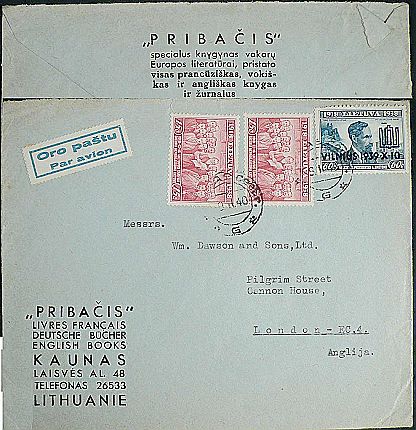 „PRIBAČIS"
specialus knygynas vakarų
Europos literatūrai, pristato
visas prancūziškas, vokiš-
kas ir angliškas knygas
ir žurnalus
Oro paštu
Par avion
VILNIUS 1939-X-10
Messrs.
Wm. Dawson and Sons,Ltd.
Pilgrim Street
Cannon House,
London - EC.4.
Anglija.
„PRIBAČIS"
LIVRES FRANÇAIS
DEUTSCHE BÜCHER
ENGLISH BOOKS
KAUNAS
LAISVĖS AL. 48
TELEFONAS 26533
LITHUANIE